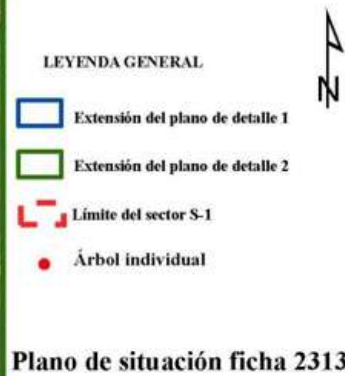 N
LEYENDA GENERAL
Extensión del plano de detalle 1
Extensión del plano de detalle 2
Límite del sector S-1
Árbol individual
Plano de situación ficha 2313